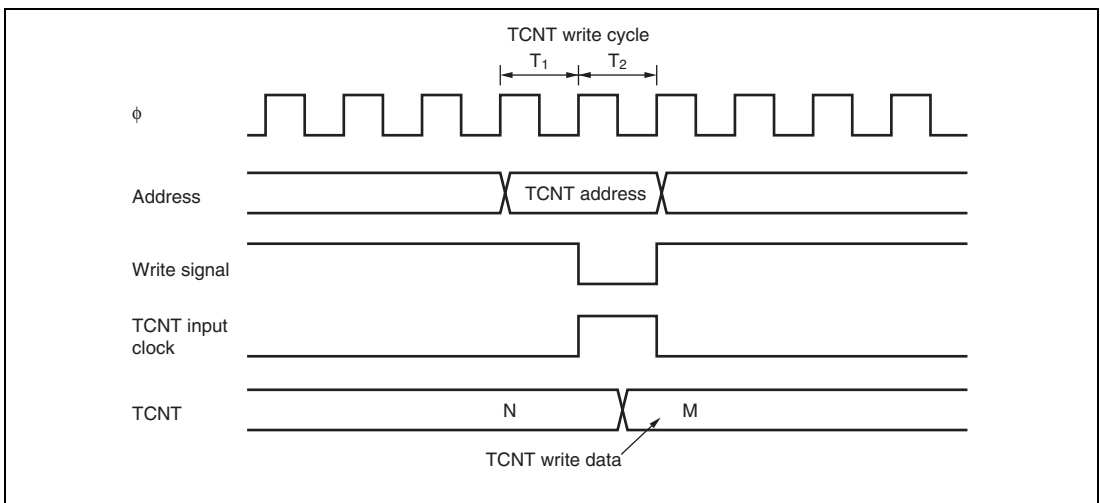 TCNT write cycle
T1 T2
ϕ
Address
TCNT address
Write signal
TCNT input
clock
TCNT
N
M
TCNT write data